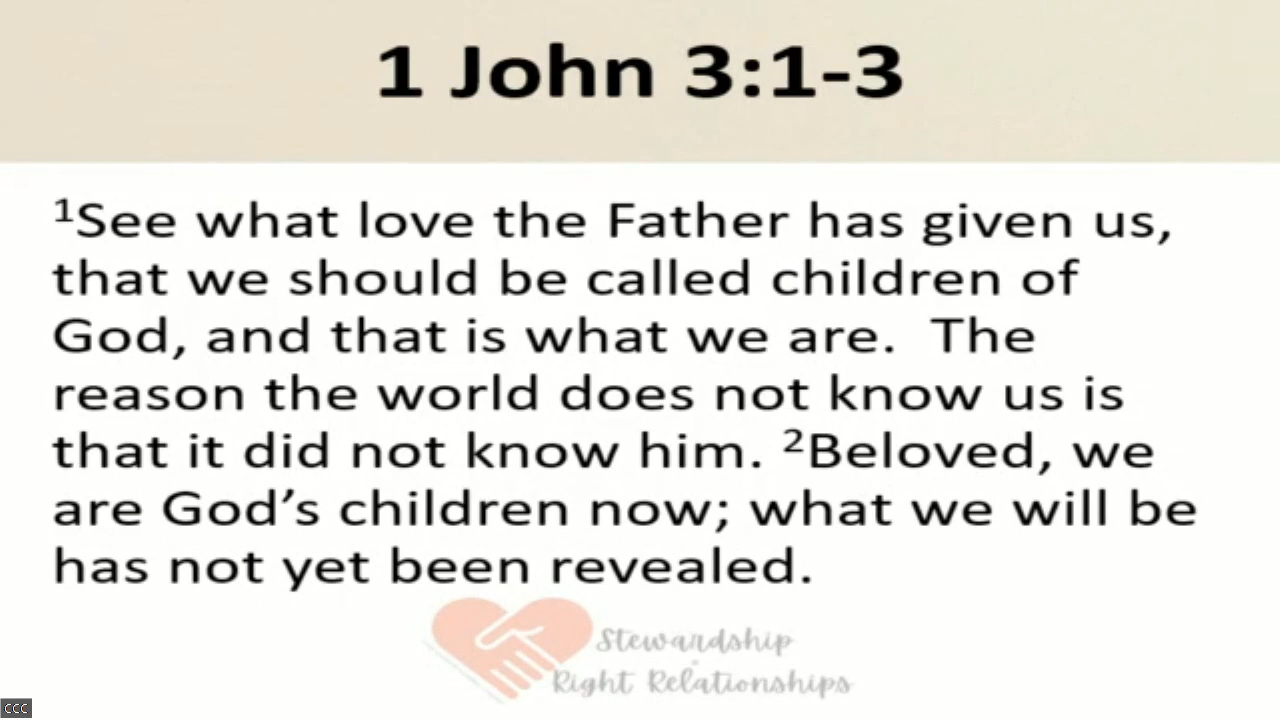 1 John 3:1-3
¹See what love the Father has given us,
that we should be called children of
God, and that is what we are.  The
reason the world does not know us is
that it did not know him. ²Beloved, we
are God’s children now; what we will be
has not yet been revealed.
Stewardship
Right Relationships
CCC